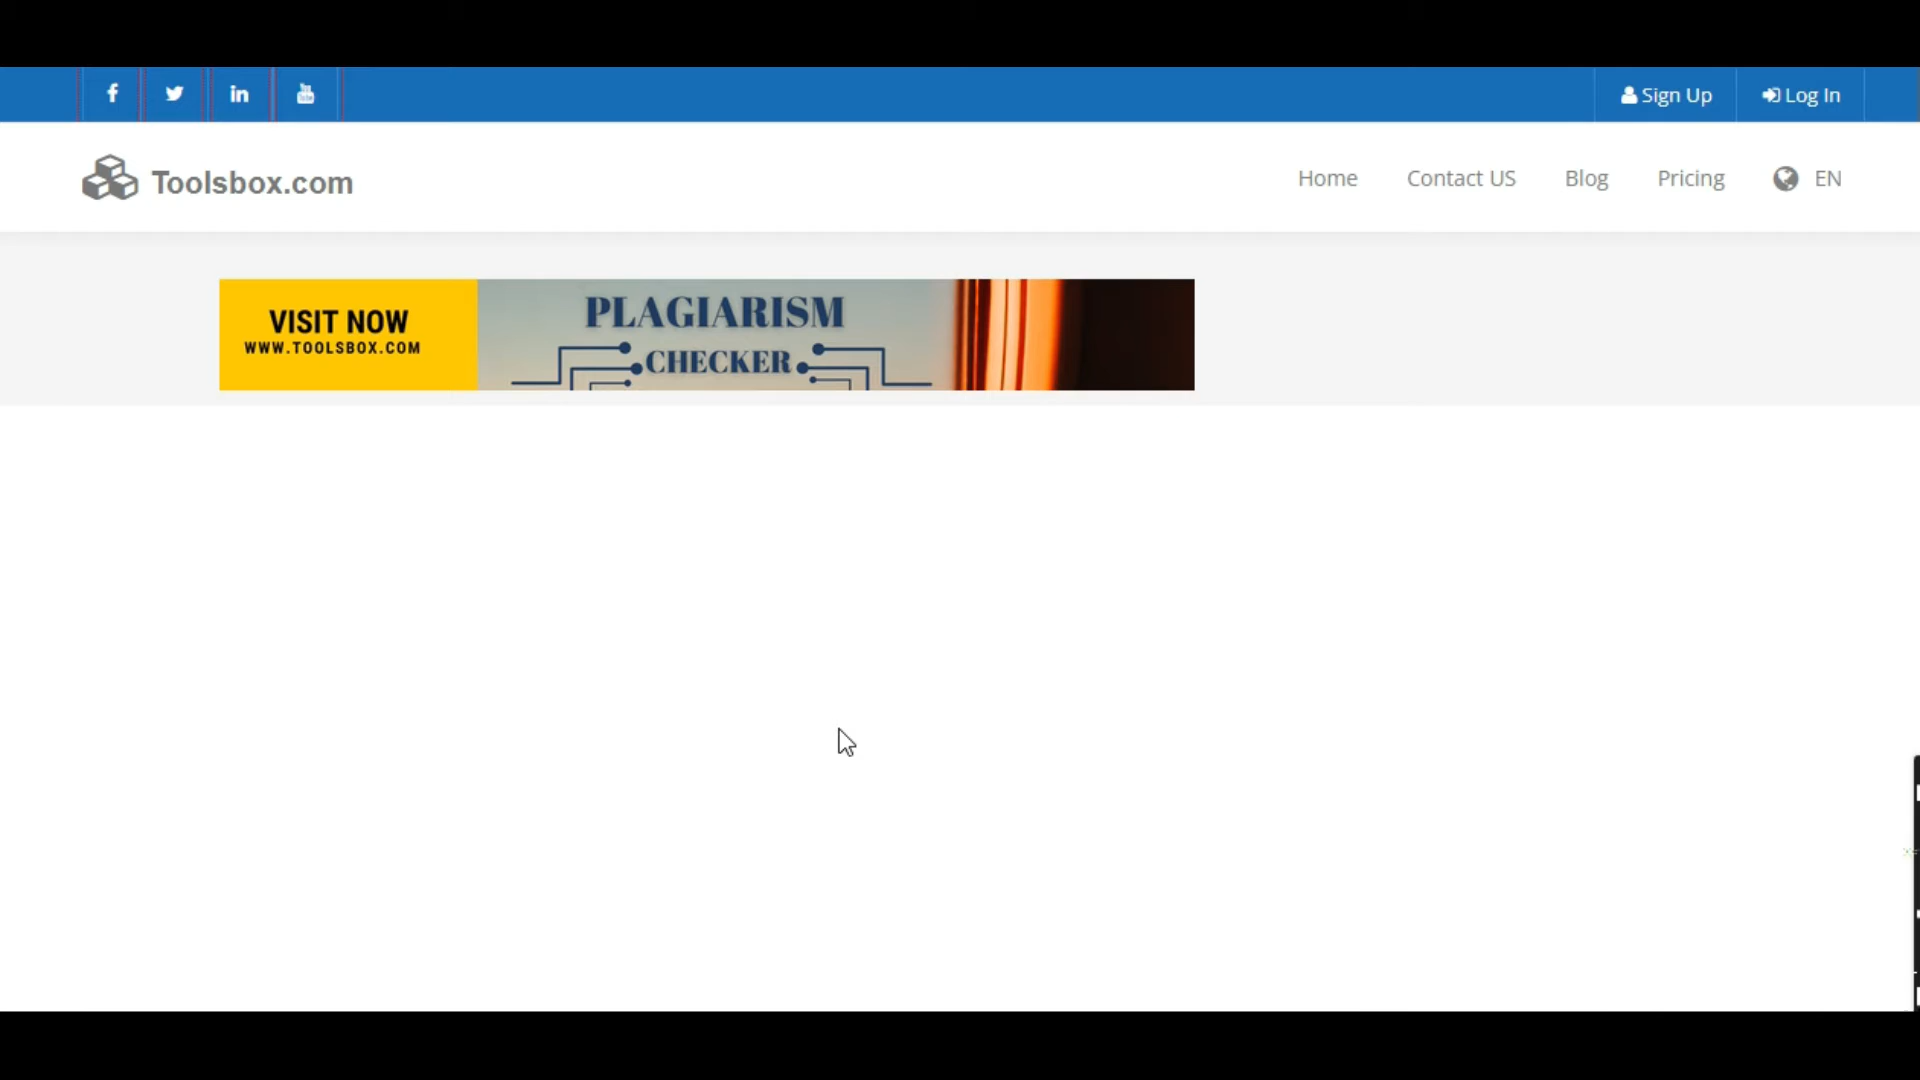 Sign Up
Log In
Toolsbox.com
Home
Contact US
Blog
Pricing
EN
VISIT NOW
WWW.TOOLSBOX.COM
PLAGIARISM
CHECKER